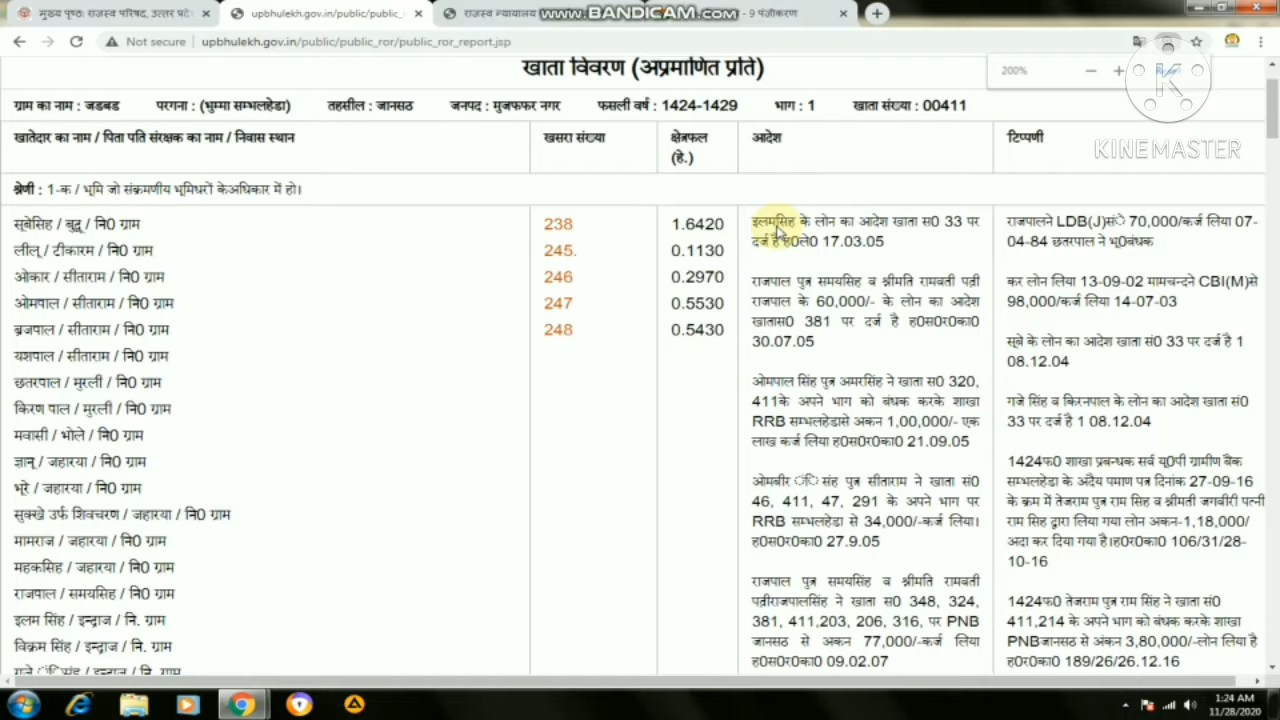 मुख्य पृष्ठ: राजस्व परिषद, उत्तर प्रदे
upbhulekh.gov.in/public/public_
राजस्व न्यायालय
www.BANDICAM.com
- 9 पंजीकरण
Not secure
upbhulekh.gov.in/public/public_ror/public_ror_report.jsp
200%
KINEMASTER
खाता विवरण (अप्रमाणित प्रति)
ग्राम का नाम : जडबड परगना : (भुम्मा सम्भलहेडा) तहसील : जानसठ जनपद : मुजफफर नगर फसली वर्ष : 1424-1429 भाग : 1 खाता संख्या : 00411
खातेदार का नाम / पिता पति संरक्षक का नाम / निवास स्थान
खसरा संख्या
क्षेत्रफल
(हे.)
आदेश
टिप्पणी
श्रेणी : 1-क / भूमि जो संक्रमणीय भूमिधरों केअधिकार में हो।
सूबेसिह / बुद्दू / नि0 ग्राम
लीलू / टीकारम / नि0 ग्राम
ओकार / सीताराम / नि0 ग्राम
ओमपाल / सीताराम / नि0 ग्राम
ब्रजपाल / सीताराम / नि0 ग्राम
यशपाल / सीताराम / नि0 ग्राम
छतरपाल / मुरली / नि0 ग्राम
किरण पाल / मुरली / नि0 ग्राम
मवासी / भोले / नि0 ग्राम
ज्ञानू / जहारया / नि0 ग्राम
भूरे / जहारया / नि0 ग्राम
सुक्खे उर्फ शिवचरण / जहारया / नि0 ग्राम
मामराज / जहारया / नि0 ग्राम
महकसिह / जहारया / नि0 ग्राम
राजपाल / समयसिह / नि0 ग्राम
इलम सिंह / इन्द्राज / नि. ग्राम
विक्रम सिंह / इन्द्राज / नि. ग्राम
गजे ंिसंह / इन्द्राज / नि. ग्राम
238
245.
246
247
248
1.6420
0.1130
0.2970
0.5530
0.5430
इलमसिह के लोन का आदेश खाता स0 33 पर
दर्ज है ह0ले0 17.03.05
राजपाल पुत्र समयसिह व श्रीमति रामवती पत्नी
राजपाल के 60,000/- के लोन का आदेश
खातास0 381 पर दर्ज है ह0स0र0का0
30.07.05
ओमपाल सिंह पुत्र अमरसिह ने खाता स0 320,
411के अपने भाग को बंधक करके शाखा
RRB सम्भलहेडासे अकन 1,00,000/- एक
लाख कर्ज लिया ह0स0र0का0 21.09.05
ओमबीर ंिसंह पुत्र सीताराम ने खाता सं0
46, 411, 47, 291 के अपने भाग पर
RRB सम्भलहेडा से 34,000/-कर्ज लिया।
ह0स0र0का0 27.9.05
राजपाल पुत्र समयसिंह व श्रीमति रामवती
पत्नीराजपालसिंह ने खाता स0 348, 324,
381, 411,203, 206, 316, पर PNB
जानसठ से अकन 77,000/-कर्ज लिया
ह0स0र0का0 09.02.07
राजपालने LDB(J)संे 70,000/कर्ज लिया 07-
04-84 छतरपाल ने भू0बंधक
कर लोन लिया 13-09-02 मामचन्दने CBI(M)से
98,000/कर्ज लिया 14-07-03
सूबे के लोन का आदेश खाता सं0 33 पर दर्ज है 1
08.12.04
गजे सिंह व किरनपाल के लोन का आदेश खाता सं0
33 पर दर्ज है 1 08.12.04
1424फ0 शाखा प्रबन्धक सर्व यू0पी ग्रामीण बैक
सम्भलहेडा के अदैय पमाण पत्र दिनांक 27-09-16
के क्रम में तेजराम पुत्र राम सिह व श्रीमती जगबीरी पत्नी
राम सिह द्वारा लिया गया लोन अकन-1,18,000/
अदा कर दिया गया है।ह0र0का0 106/31/28-
10-16
1424फ0 तेजराम पुत्र राम सिंह ने खाता सं0
411,214 के अपने भाग को बंधक करके शाखा
PNBजानसठ से अंकन 3,80,000/-लोन लिया है
ह0र0का0 189/26/26.12.16
1:24 AM
11/28/2020